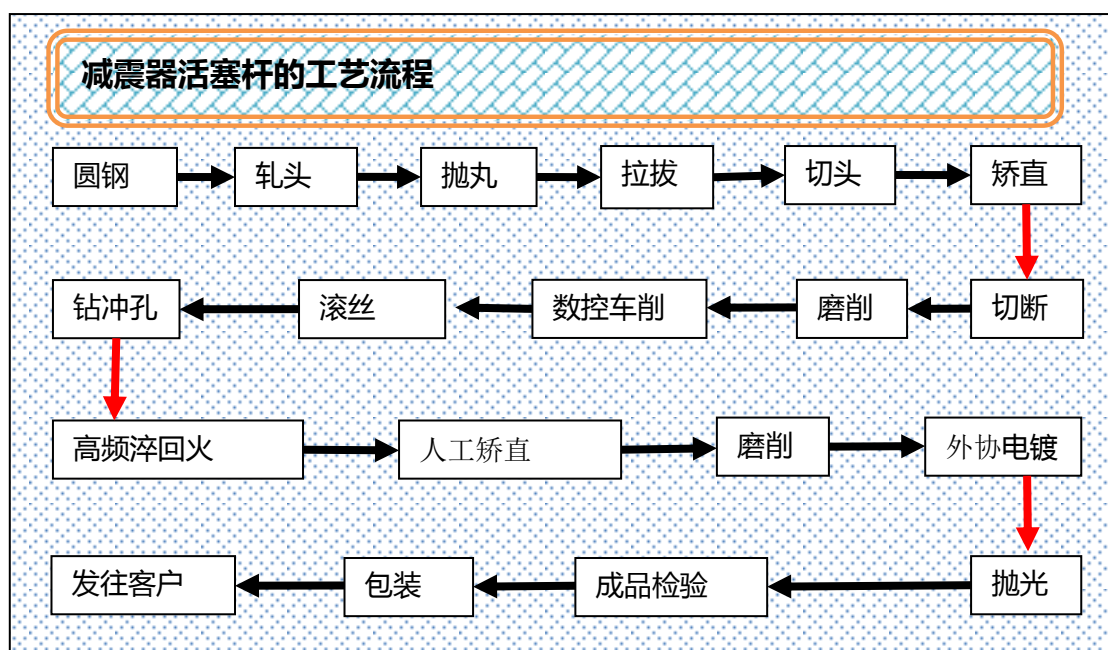 减震器活塞杆的工艺流程
圆钢
轧头
抛丸
拉拔
切头
矫直
切断
磨削
数控车削
滚丝
钻冲孔
高频淬回火
人工矫直
磨削
外协电镀
抛光
成品检验
包装
发往客户